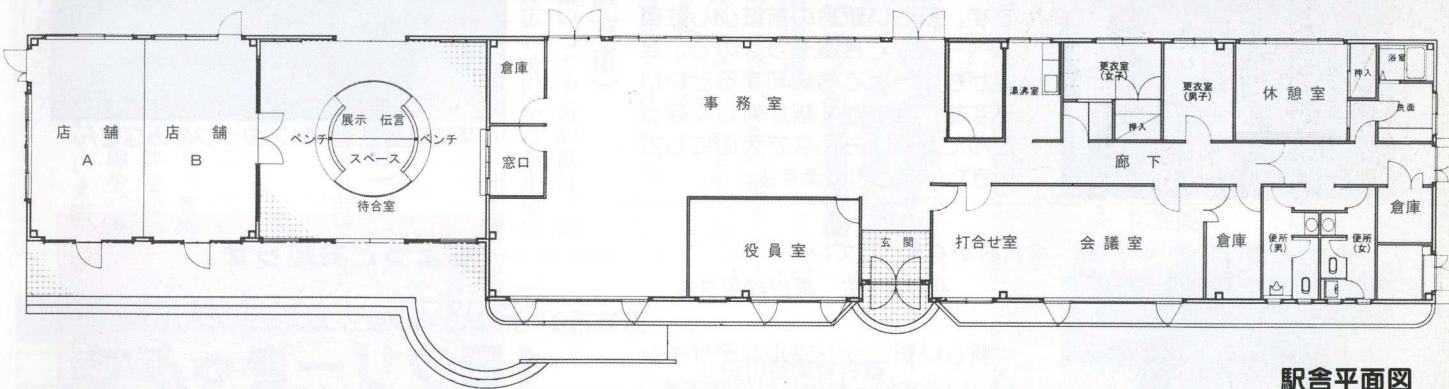 店舗
A
店舗
B
ベンチ
展示 伝言
スペース
ベンチ
待合室
倉庫
窓口
事務室
役員室
玄関
湯沸室
更衣室
(女子)
押入
更衣室
(男子)
休憩室
押入
浴室
洗面
廊下
打合せ室
会議室
倉庫
便所
(男)
便所
(女)
倉庫
駅舎平面図